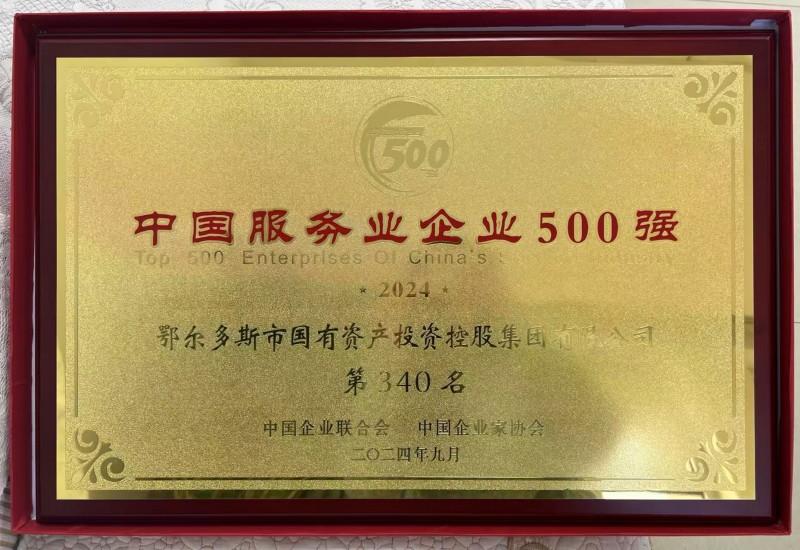 500
中国服务业企业500强
Top 500 Enterprises Of China's Service Industry
★ 2024 ★
鄂尔多斯市国有资产投资控股集团有限公司
第340名
中国企业联合会 中国企业家协会
二〇二四年九月